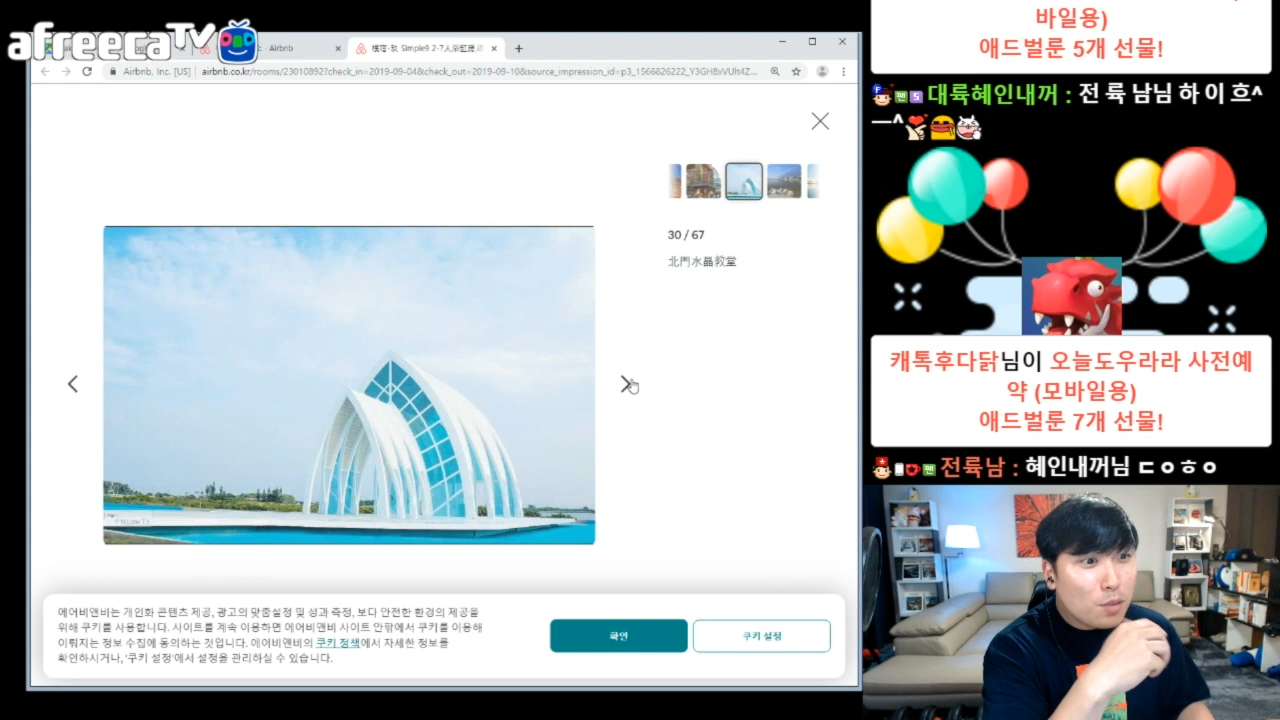 afreecaTV
Airbnb
Simple9 2-7人
Airbnb, Inc. [US]
airbnb.co.kr/rooms/23010892?check_in=2019-09-04&check_out=2019-09-10&source_impression_id=p3_1566826222_
30 / 67
北門水晶教堂
에어비앤비는 개인화 콘텐츠 제공, 광고의 맞춤설정 및 성과 측정, 보다 안전한 환경의 제공을
위해 쿠키를 사용합니다. 사이트를 계속 이용하면 에어비앤비 사이트 안팎에서 쿠키를 이용해
이뤄지는 정보 수집에 동의하는 것입니다. 에어비앤비의 쿠키 정책에서 자세한 정보를
확인하시거나, '쿠키 설정'에서 설정을 관리하실 수 있습니다.
확인
쿠키 설정
바일용)
애드벌룬 5개 선물!
대륙혜인내꺼 : 전 륙 남님 하 이 흐^
ㅡ^
캐톡후다닭님이 오늘도우라라 사전예
약 (모바일용)
애드벌룬 7개 선물!
전륙남 : 혜인내꺼님 ㄷㅇㅎㅇ